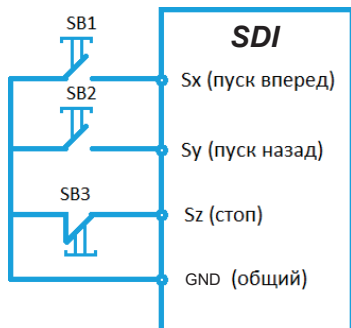 SDI
SB1
Sx (пуск вперед)
SB2
Sy (пуск назад)
SB3
Sz (стоп)
GND (общий)